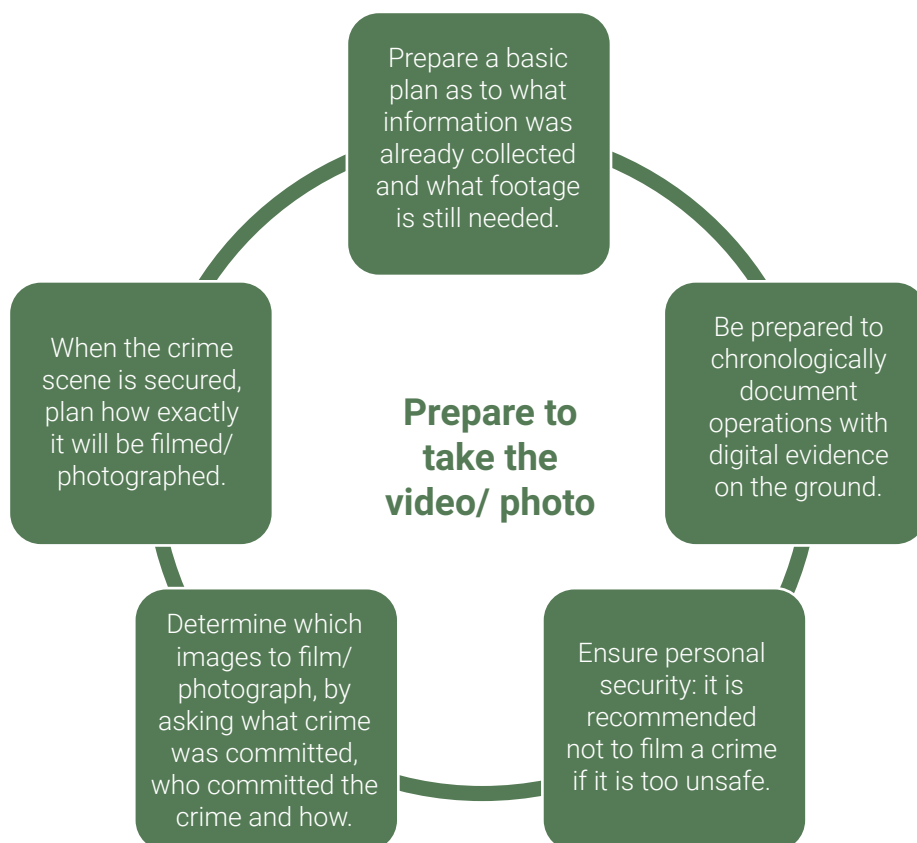 Prepare a basic
plan as to what
information was
already collected
and what footage
is still needed.
Be prepared to
chronologically
document
operations with
digital evidence
on the ground.
Ensure personal
security: it is
recommended
not to film a crime
if it is too unsafe.
Determine which
images to film/
photograph, by
asking what crime
was committed,
who committed the
crime and how.
When the crime
scene is secured,
plan how exactly
it will be filmed/
photographed.
Prepare to
take the
video/ photo